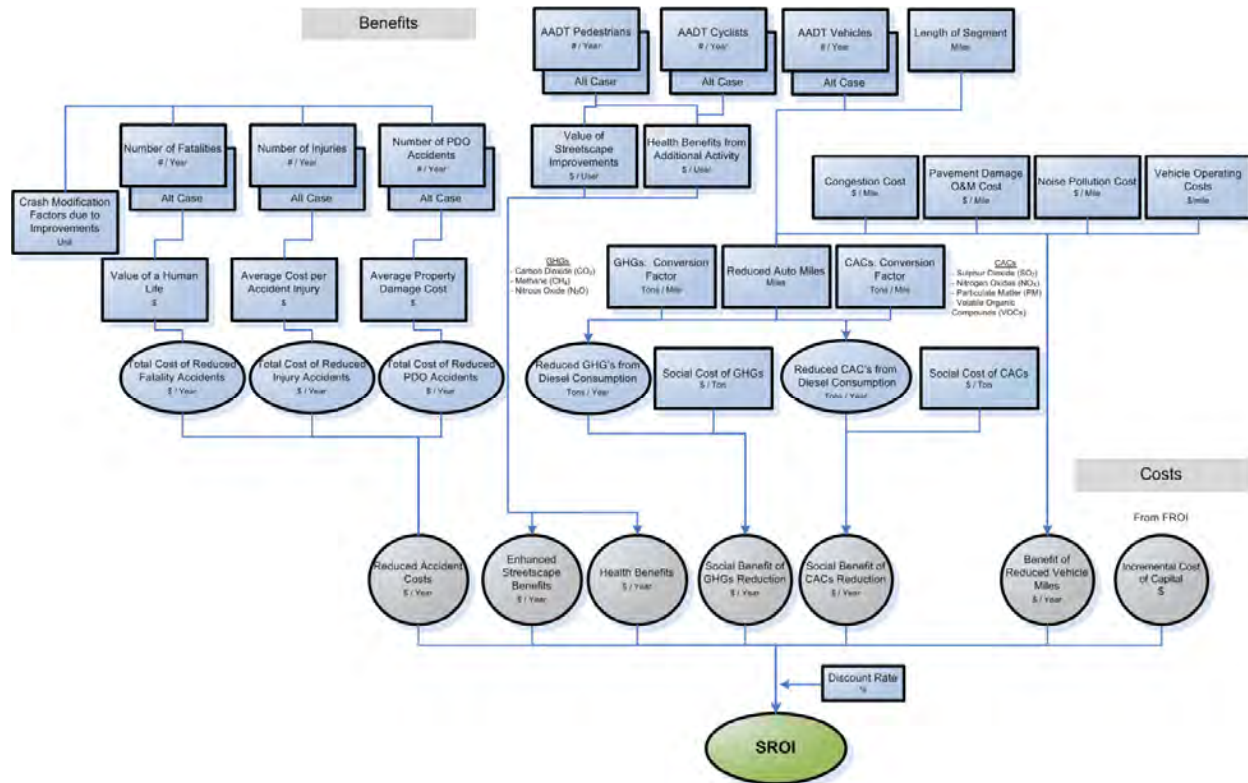 Benefits
AADT Pedestrians
# / Year
Alt Case
AADT Cyclists
# / Year
Alt Case
AADT Vehicles
# / Year
Alt Case
Length of Segment
Miles
Number of Fatalities
# / Year
Alt Case
Number of Injuries
# / Year
Alt Case
Number of PDO
Accidents
# / Year
Alt Case
Value of
Streetscape
Improvements
$ / User
Health Benefits from
Additional Activity
$ / User
Crash Modification
Factors due to
Improvements
Unit
Congestion Cost
$ / Mile
Pavement Damage
O&M Cost
$ / Mile
Noise Pollution Cost
$ / Mile
Vehicle Operating
Costs
$/mile
Value of a Human
Life
$
Average Cost per
Accident Injury
$
Average Property
Damage Cost
$
GHGs
- Carbon Dioxide (CO₂)
- Methane (CH₄)
- Nitrous Oxide (N₂O)
GHGs: Conversion
Factor
Tons / Mile
Reduced Auto Miles
Miles
CACs: Conversion
Factor
Tons / Mile
CACs
- Sulphur Dioxide (SO₂)
- Nitrogen Oxides (NOₓ)
- Particulate Matter (PM)
- Volatile Organic
Compounds (VOCs)
Total Cost of Reduced
Fatality Accidents
$ / Year
Total Cost of Reduced
Injury Accidents
$ / Year
Total Cost of Reduced
PDO Accidents
$ / Year
Reduced GHG's from
Diesel Consumption
Tons / Year
Social Cost of GHGs
$ / Ton
Reduced CAC's from
Diesel Consumption
Tons / Year
Social Cost of CACs
$ / Ton
Costs
From FROI
Reduced Accident
Costs
$ / Year
Enhanced
Streetscape
Benefits
$ / Year
Health Benefits
$ / Year
Social Benefit of
GHGs Reduction
$ / Year
Social Benefit of
CACs Reduction
$ / Year
Benefit of
Reduced Vehicle
Miles
$ / Year
Incremental Cost
of Capital
$
Discount Rate
%
SROI